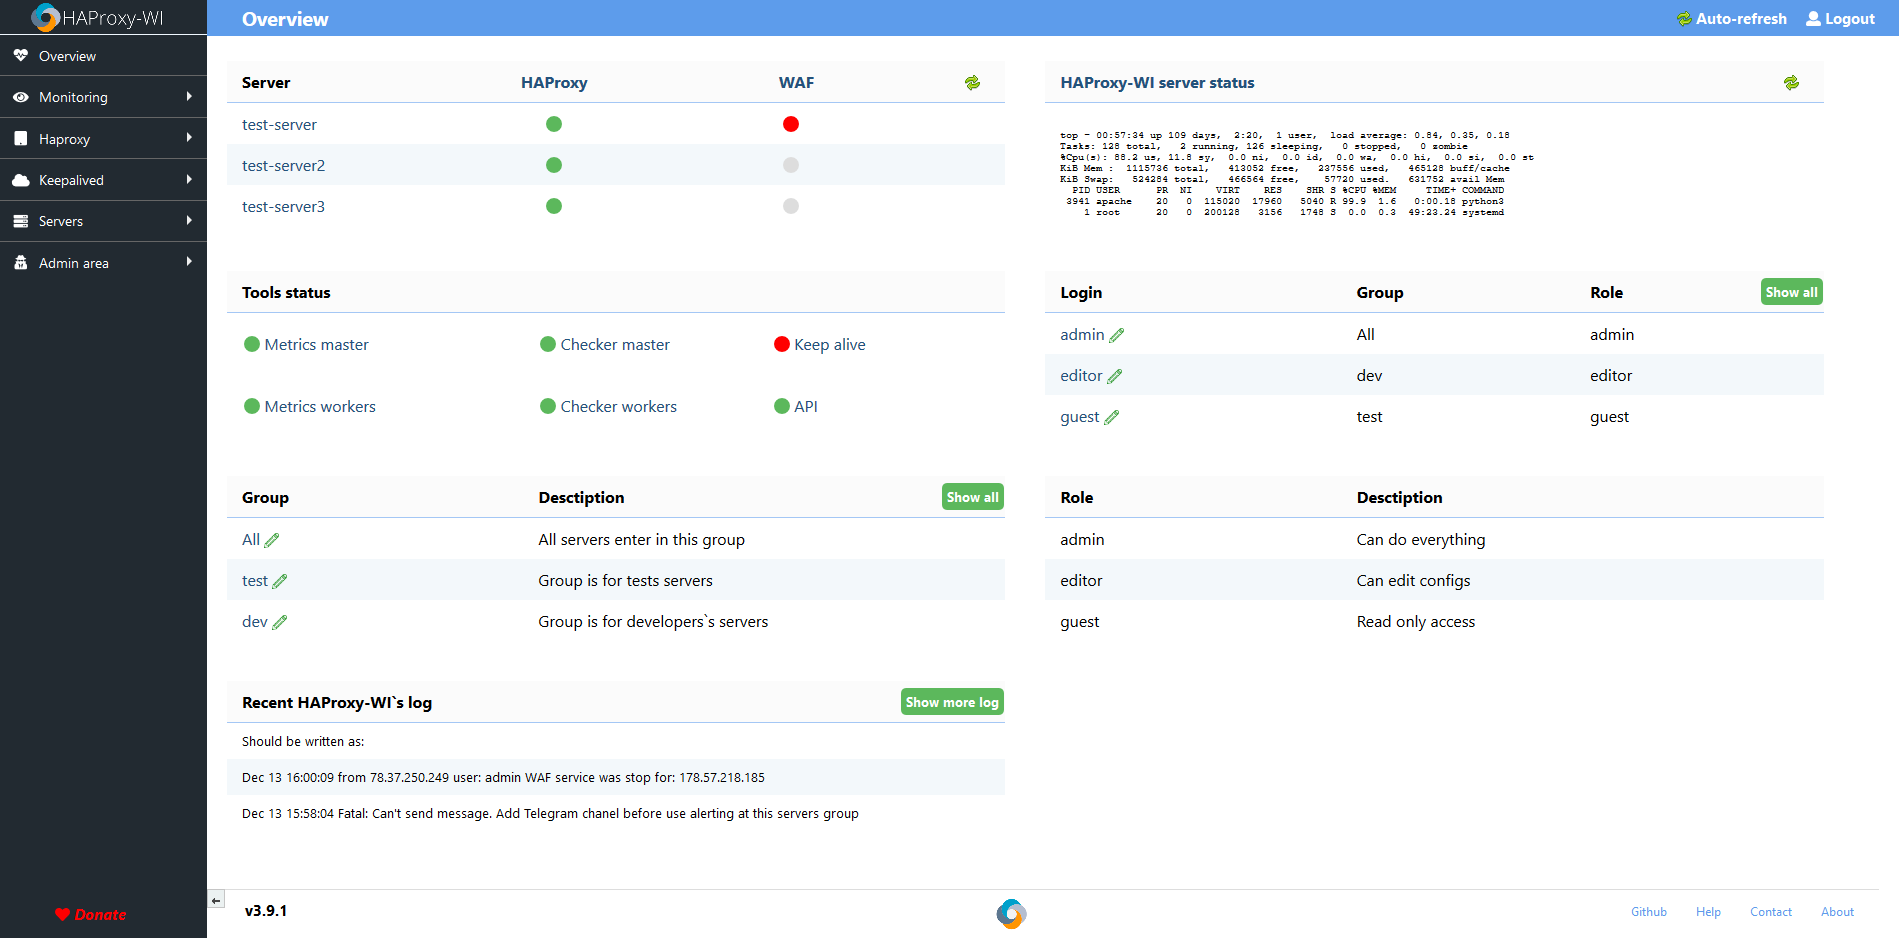 HAProxy-WI
Overview
Auto-refresh Logout
Overview
Monitoring
Haproxy
Keepalived
Servers
Admin area
Donate
Server HAProxy WAF
test-server
test-server2
test-server3
HAProxy-WI server status
top - 00:57:34 up 109 days,  2:20,  1 user,  load average: 0.84, 0.35, 0.18
Tasks: 128 total,   2 running, 126 sleeping,   0 stopped,   0 zombie
%Cpu(s): 88.2 us, 11.8 sy,  0.0 ni,  0.0 id,  0.0 wa,  0.0 hi,  0.0 si,  0.0 st
KiB Mem :  1115736 total,   413052 free,   237556 used,   465128 buff/cache
KiB Swap:   524284 total,   466564 free,    57720 used.   631752 avail Mem
PID USER      PR  NI    VIRT    RES    SHR S %CPU %MEM     TIME+ COMMAND
3941 apache    20   0  115020  17960   5040 R 99.9  1.6   0:00.18 python3
1 root      20   0  200128   3156   1748 S  0.0  0.3  49:23.24 systemd
Tools status
Metrics master Checker master Keep alive
Metrics workers Checker workers API
Login Group Role Show all
admin All admin
editor dev editor
guest test guest
Group Desctiption Show all
All All servers enter in this group
test Group is for tests servers
dev Group is for developers`s servers
Role Desctiption
admin Can do everything
editor Can edit configs
guest Read only access
Recent HAProxy-WI`s log Show more log
Should be written as:
Dec 13 16:00:09 from 78.37.250.249 user: admin WAF service was stop for: 178.57.218.185
Dec 13 15:58:04 Fatal: Can't send message. Add Telegram chanel before use alerting at this servers group
v3.9.1
Github Help Contact About